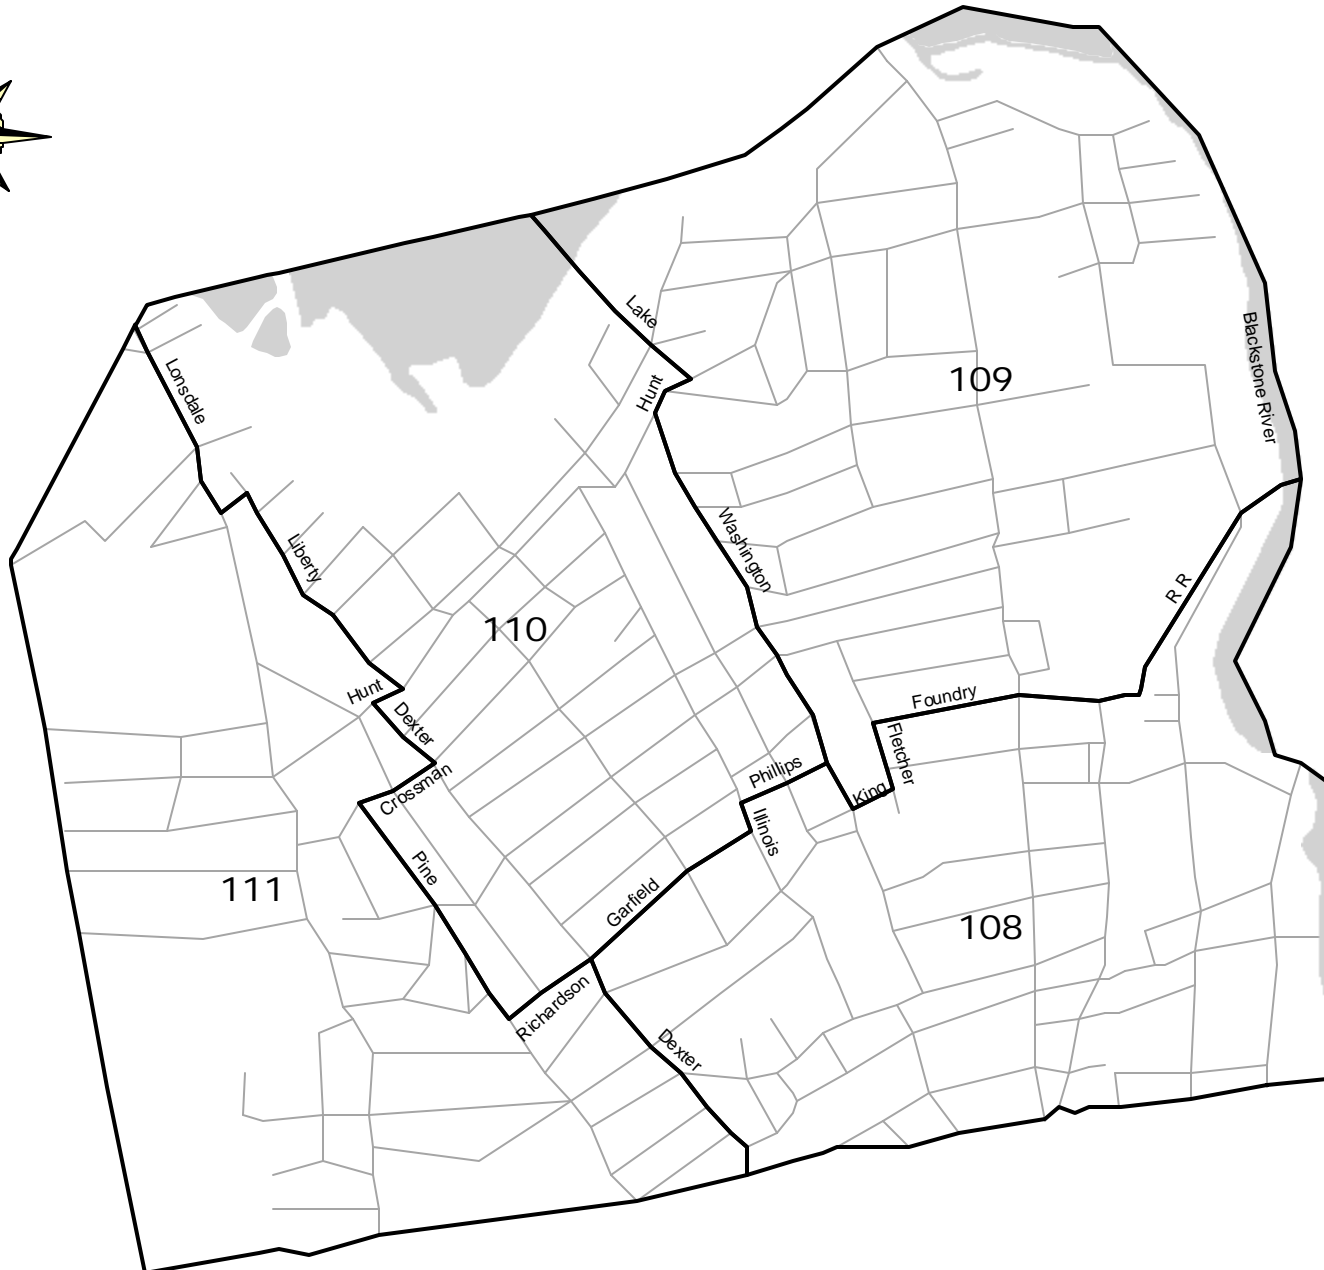 Lake
Lonsdale
Hunt
109
Blackstone River
Washington
Liberty
R R
110
Hunt
Dexter
Foundry
Fletcher
Crossman
Phillips
King
Illinois
Pine
111
Garfield
108
Richardson
Dexter